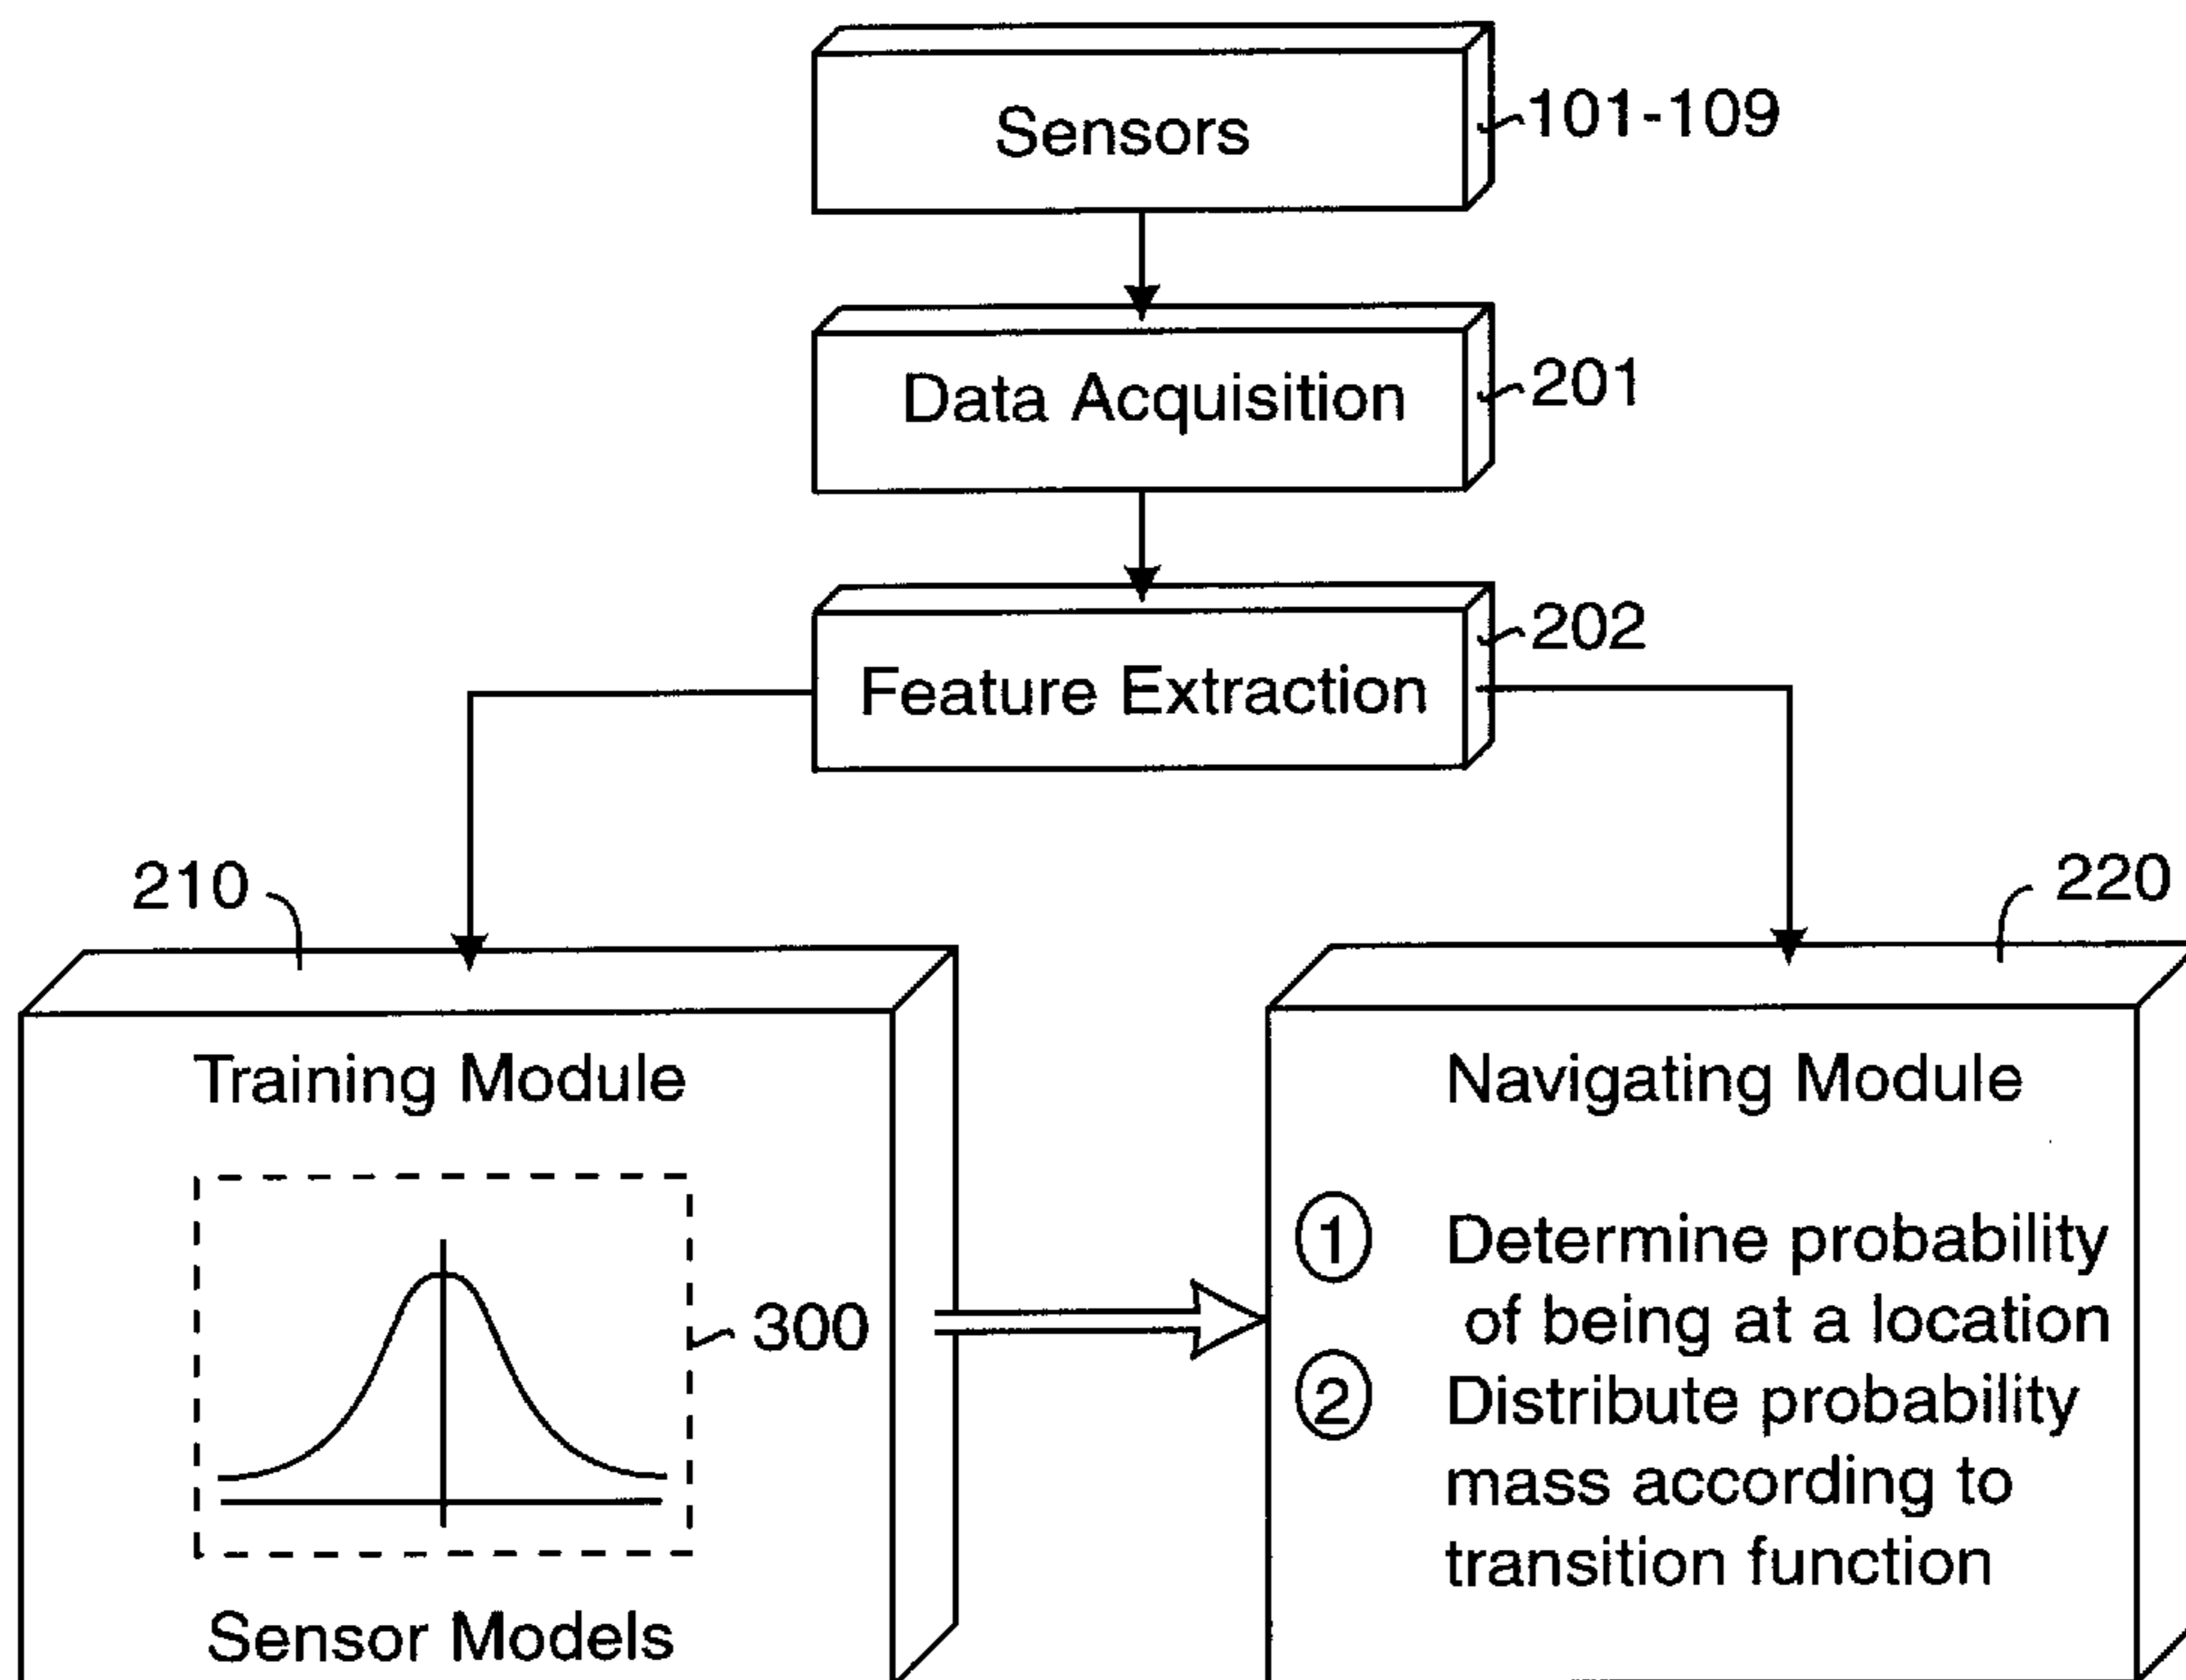 Sensors
101-109
Data Acquisition
201
202
Feature Extraction
210
220
Training Module
Navigating Module
1 Determine probability
of being at a location
2 Distribute probability
mass according to
transition function
300
Sensor Models